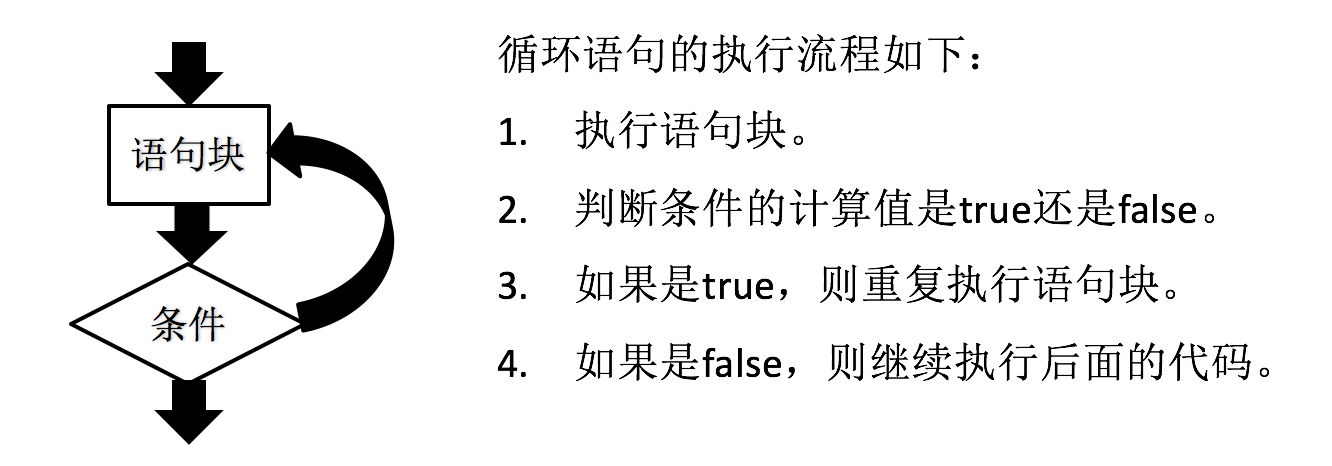 循环语句的执行流程如下：
语句块
1. 执行语句块。
2. 判断条件的计算值是true还是false。
3. 如果是true，则重复执行语句块。
条件
4. 如果是false，则继续执行后面的代码。